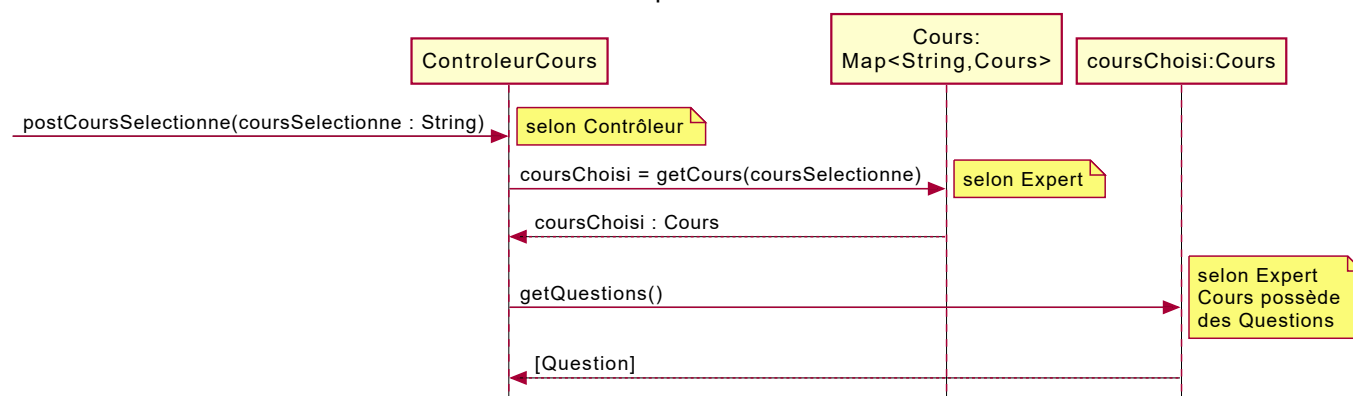 ControleurCours
Cours:
Map<String,Cours>
coursChoisi:Cours
postCoursSelectionne(coursSelectionne : String)
selon Contrôleur
coursChoisi = getCours(coursSelectionne)
selon Expert
coursChoisi : Cours
getQuestions()
selon Expert
Cours possède
des Questions
[Question]